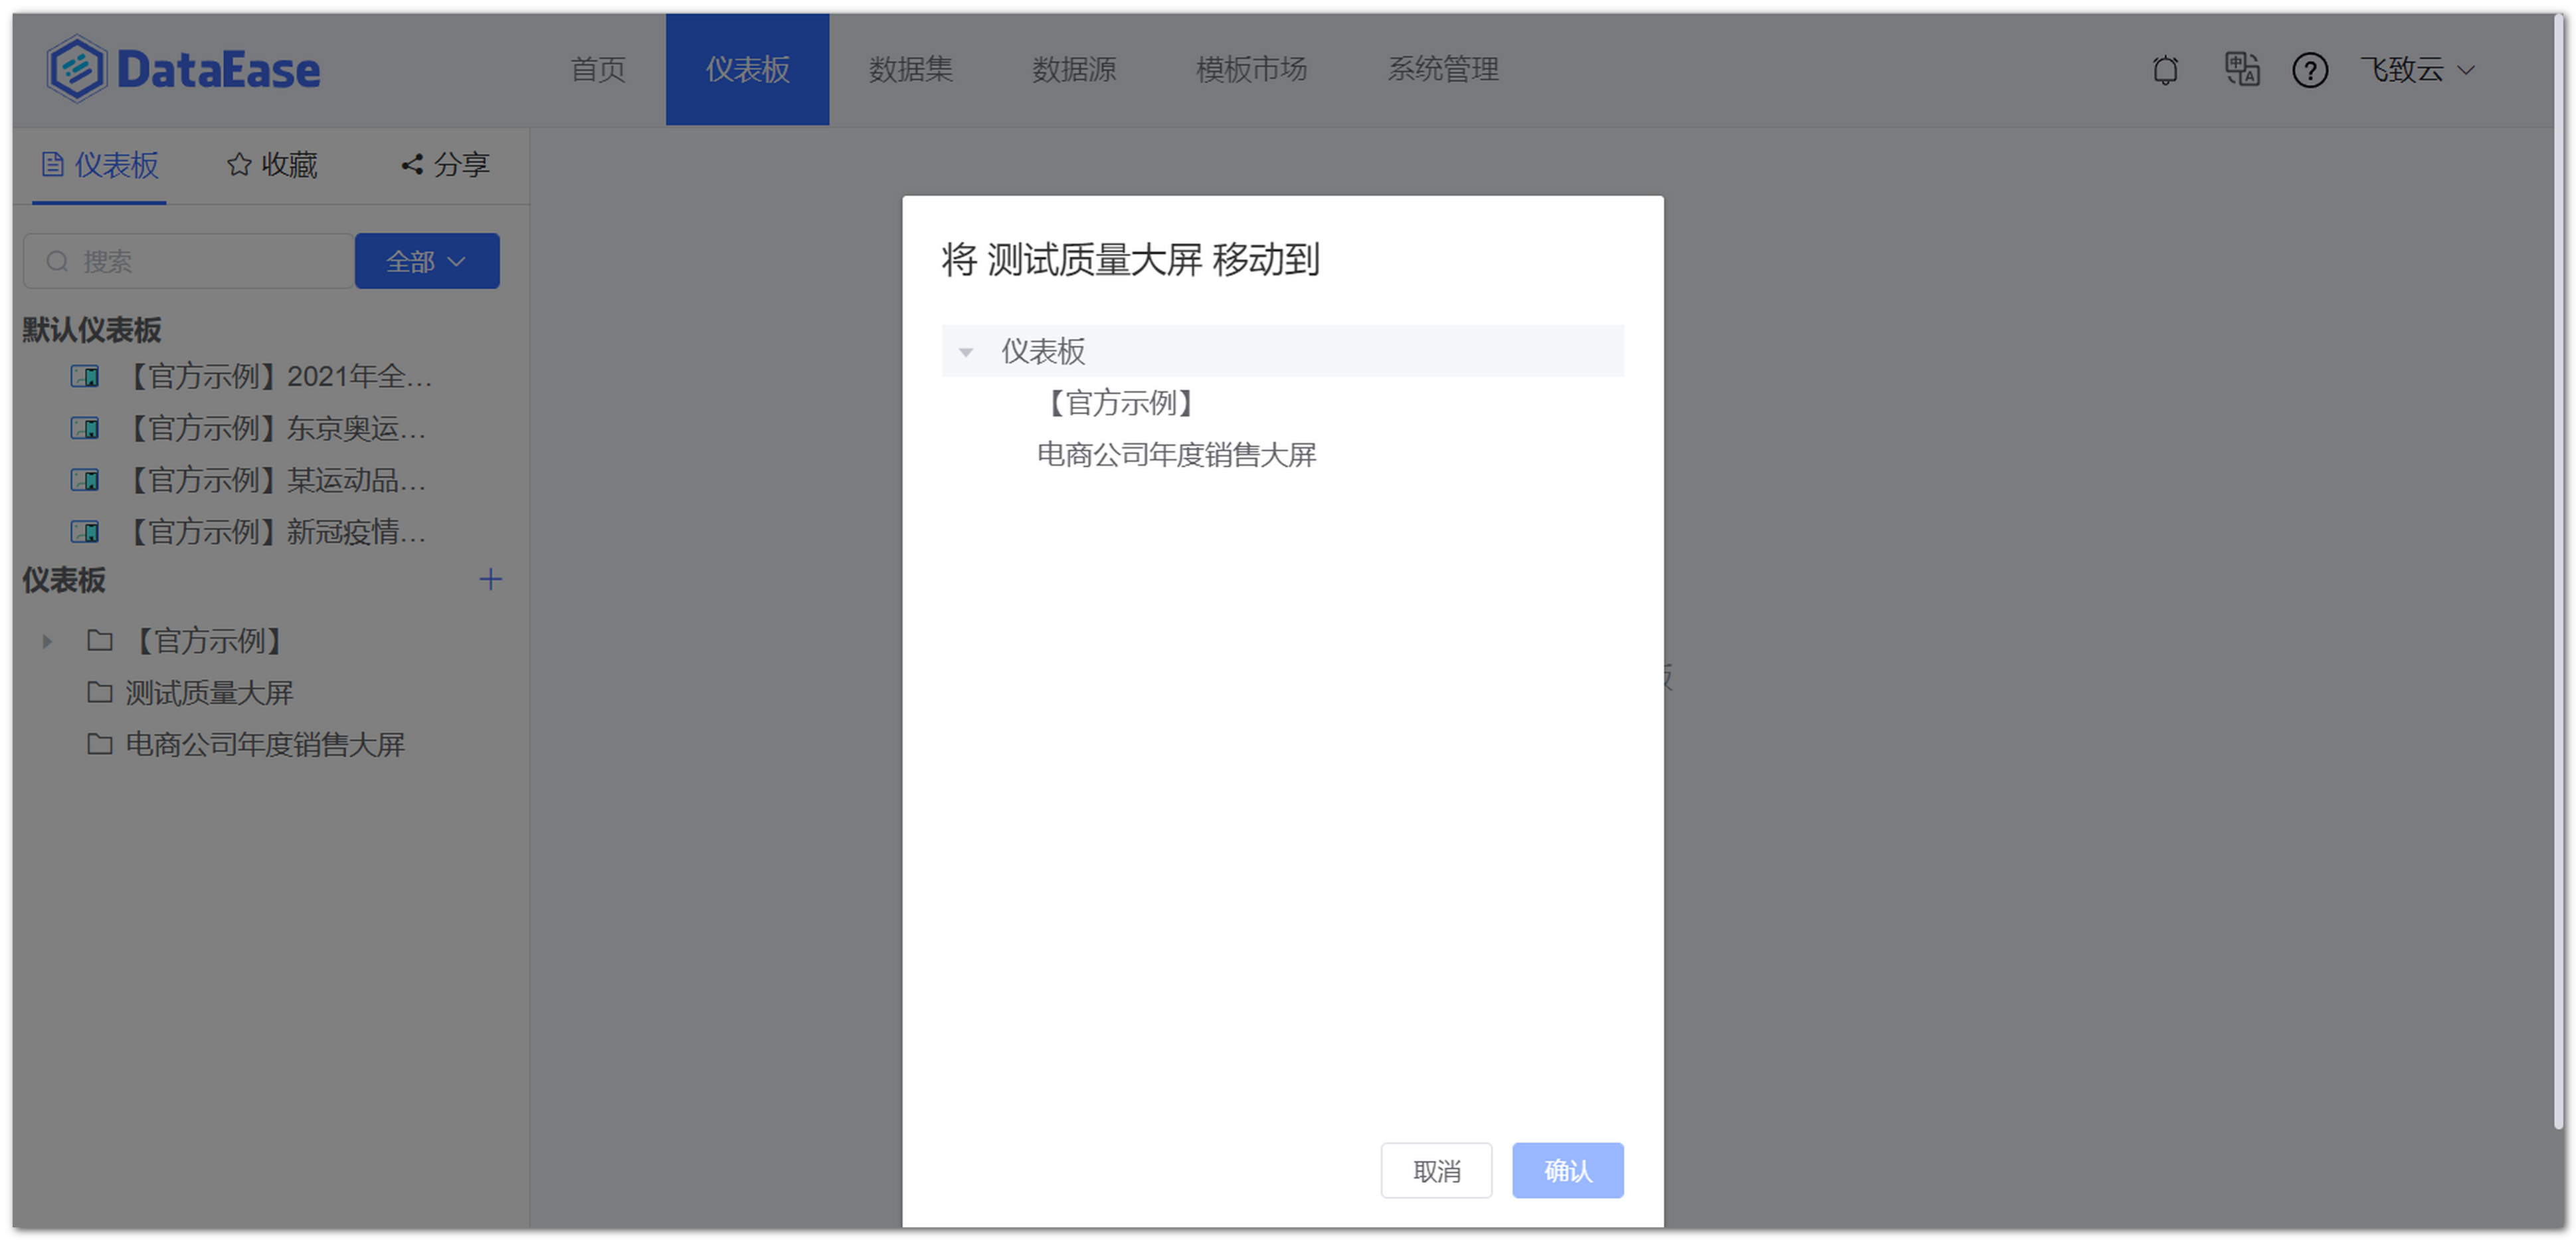 DataEase 首页 仪表板 数据集 数据源 模板市场 系统管理 飞致云
仪表板 收藏 分享
搜索 全部
默认仪表板
【官方示例】2021年全...
【官方示例】东京奥运...
【官方示例】某运动品...
【官方示例】新冠疫情...
仪表板
【官方示例】
测试质量大屏
电商公司年度销售大屏
将 测试质量大屏 移动到
仪表板
【官方示例】
电商公司年度销售大屏
取消 确认